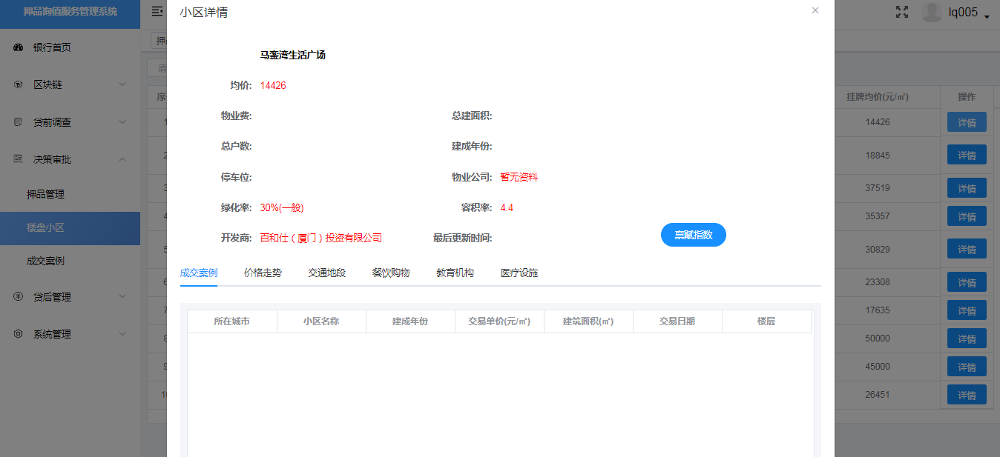 押品询值服务管理系统
小区详情
lq005
银行首页
区块链
贷前调查
决策审批
押品管理
楼盘小区
成交案例
贷后管理
系统管理
马銮湾生活广场
均价: 14426
物业费: 总建面积:
总户数: 建成年份:
停车位: 物业公司: 暂无资料
绿化率: 30%(一般) 容积率: 4.4
开发商: 百和仕（厦门）投资有限公司 最后更新时间:
禀赋指数
成交案例 价格走势 交通地段 餐饮购物 教育机构 医疗设施
所在城市 小区名称 建成年份 交易单价(元/㎡) 建筑面积(㎡) 交易日期 楼层
挂牌均价(元/㎡) 操作
14426 详情
18845 详情
37519 详情
35357 详情
30829 详情
23308 详情
17635 详情
50000 详情
45000 详情
26451 详情